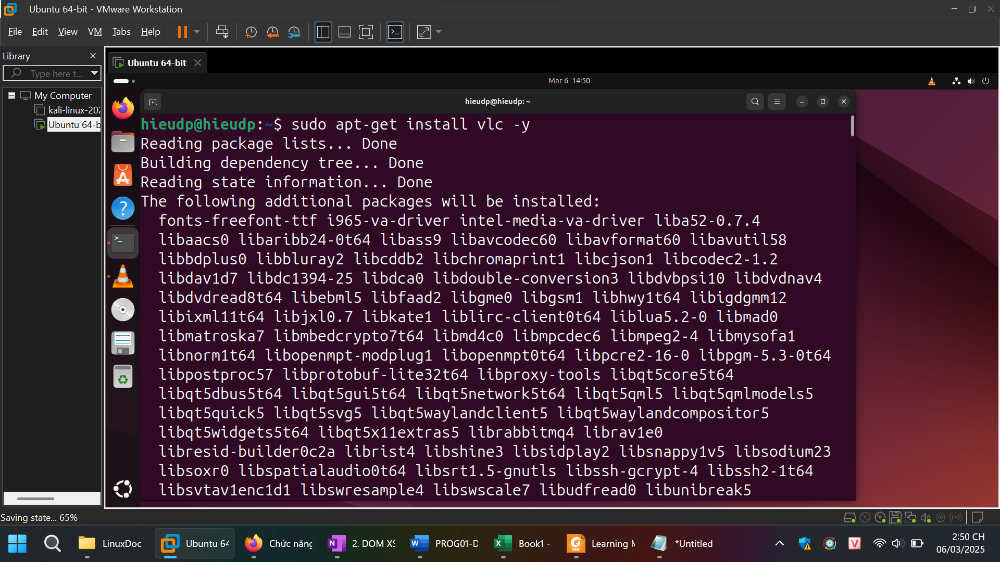 Ubuntu 64-bit - VMware Workstation
File Edit View VM Tabs Help
Library
Type here t...
My Computer
kali-linux-202
Ubuntu 64-b
Ubuntu 64-bit
Mar 6 14:50
hieudp@hieudp: ~
hieudp@hieudp:~$ sudo apt-get install vlc -y
Reading package lists... Done
Building dependency tree... Done
Reading state information... Done
The following additional packages will be installed:
fonts-freefont-ttf i965-va-driver intel-media-va-driver liba52-0.7.4
libaacs0 libaribb24-0t64 libass9 libavcodec60 libavformat60 libavutil58
libbdplus0 libbluray2 libcddb2 libchromaprint1 libcjson1 libcodec2-1.2
libdav1d7 libdc1394-25 libdca0 libdouble-conversion3 libdvbpsi10 libdvdnav4
libdvdread8t64 libebml5 libfaad2 libgme0 libgsm1 libhwy1t64 libigdgmm12
libixml11t64 libjxl0.7 libkate1 liblirc-client0t64 liblua5.2-0 libmad0
libmatroska7 libmbedcrypto7t64 libmd4c0 libmpcdec6 libmpeg2-4 libmysofa1
libnorm1t64 libopenmpt-modplug1 libopenmpt0t64 libpcre2-16-0 libpgm-5.3-0t64
libpostproc57 libprotobuf-lite32t64 libproxy-tools libqt5core5t64
libqt5dbus5t64 libqt5gui5t64 libqt5network5t64 libqt5qml5 libqt5qmlmodels5
libqt5quick5 libqt5svg5 libqt5waylandclient5 libqt5waylandcompositor5
libqt5widgets5t64 libqt5x11extras5 librabbitmq4 librav1e0
libresid-builder0c2a librist4 libshine3 libsidplay2 libsnappy1v5 libsodium23
libsoxr0 libspatialaudio0t64 libsrt1.5-gnutls libssh-gcrypt-4 libssh2-1t64
libsvtav1enc1d1 libswresample4 libswscale7 libudfread0 libunibreak5
Saving state... 65%
LinuxDoc Ubuntu 64 Chức năng 2. DOM XS PROG01-D Book1 - Learning M *Untitled
2:50 CH
06/03/2025